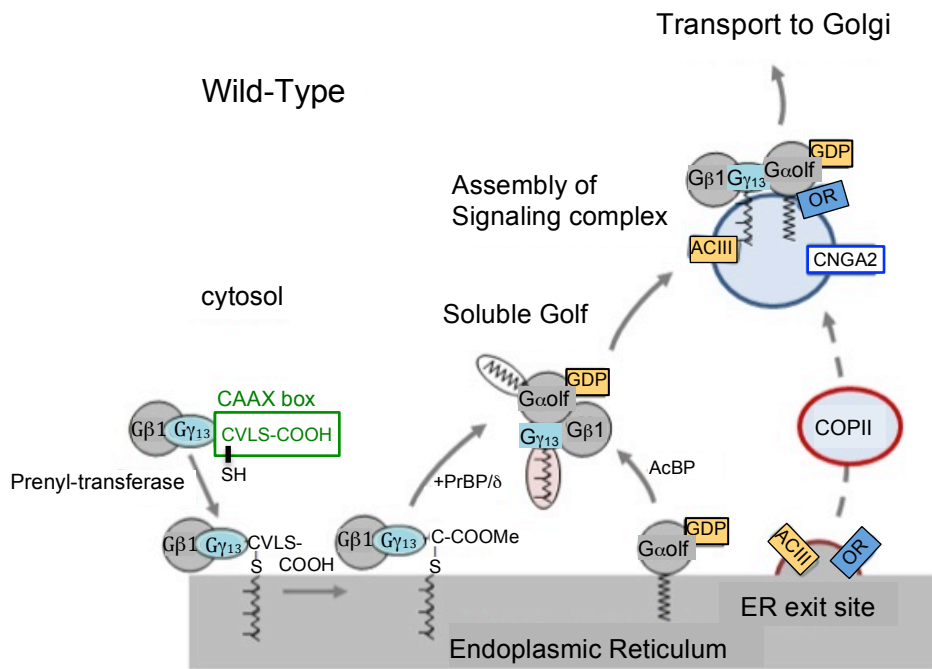 Transport to Golgi
Wild-Type
GDP
Gβ1
Gγ13
Gαolf
OR
Assembly of
Signaling complex
ACIII
CNGA2
cytosol
Soluble Golf
GDP
Gαolf
CAAX box
Gβ1
Gγ13
CVLS-COOH
Gγ13
Gβ1
COPII
SH
Prenyl-transferase
+PrBP/δ
AcBP
GDP
Gβ1
Gγ13
CVLS-
COOH
S
Gβ1
Gγ13
C-COOMe
S
Gαolf
ACIII
OR
ER exit site
Endoplasmic Reticulum